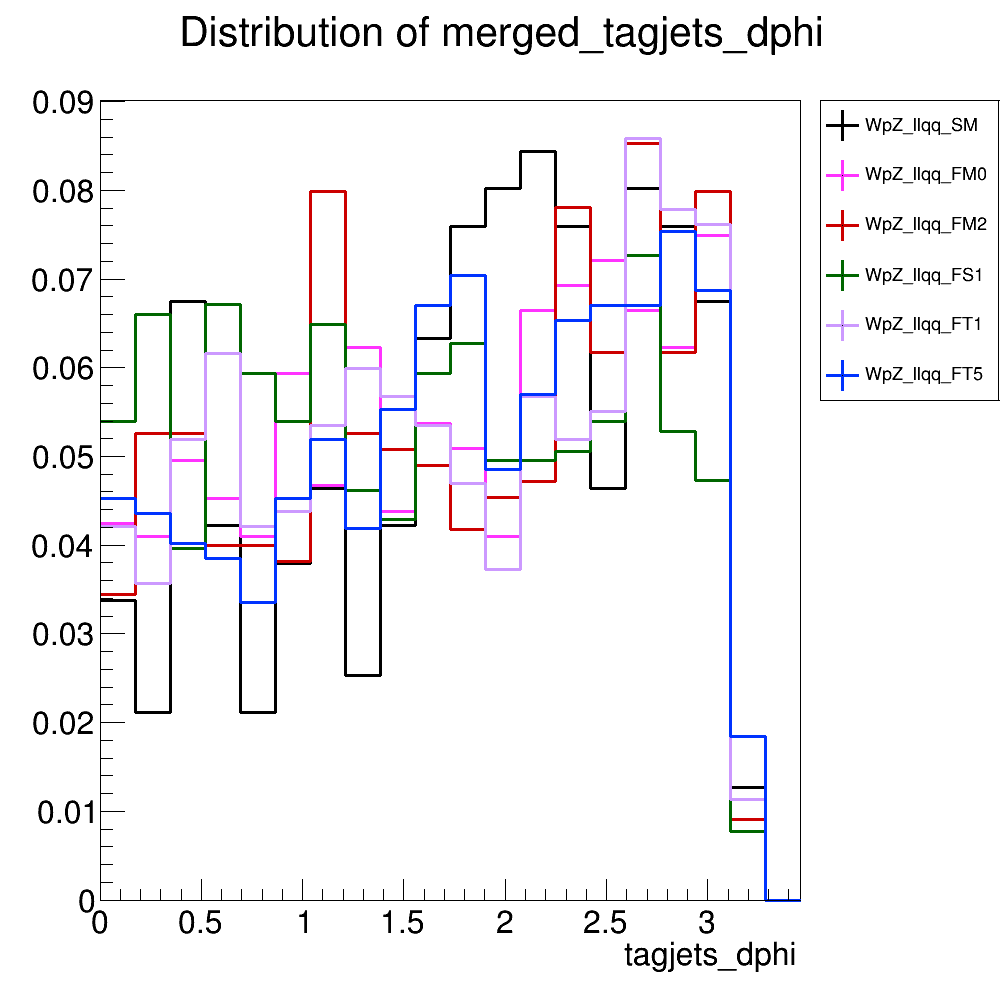 Distribution of merged_tagjets_dphi
0.09
0.08
0.07
0.06
0.05
0.04
0.03
0.02
0.01
0
0 0.5 1 1.5 2 2.5 3
tagjets_dphi
WpZ_llqq_SM
WpZ_llqq_FM0
WpZ_llqq_FM2
WpZ_llqq_FS1
WpZ_llqq_FT1
WpZ_llqq_FT5